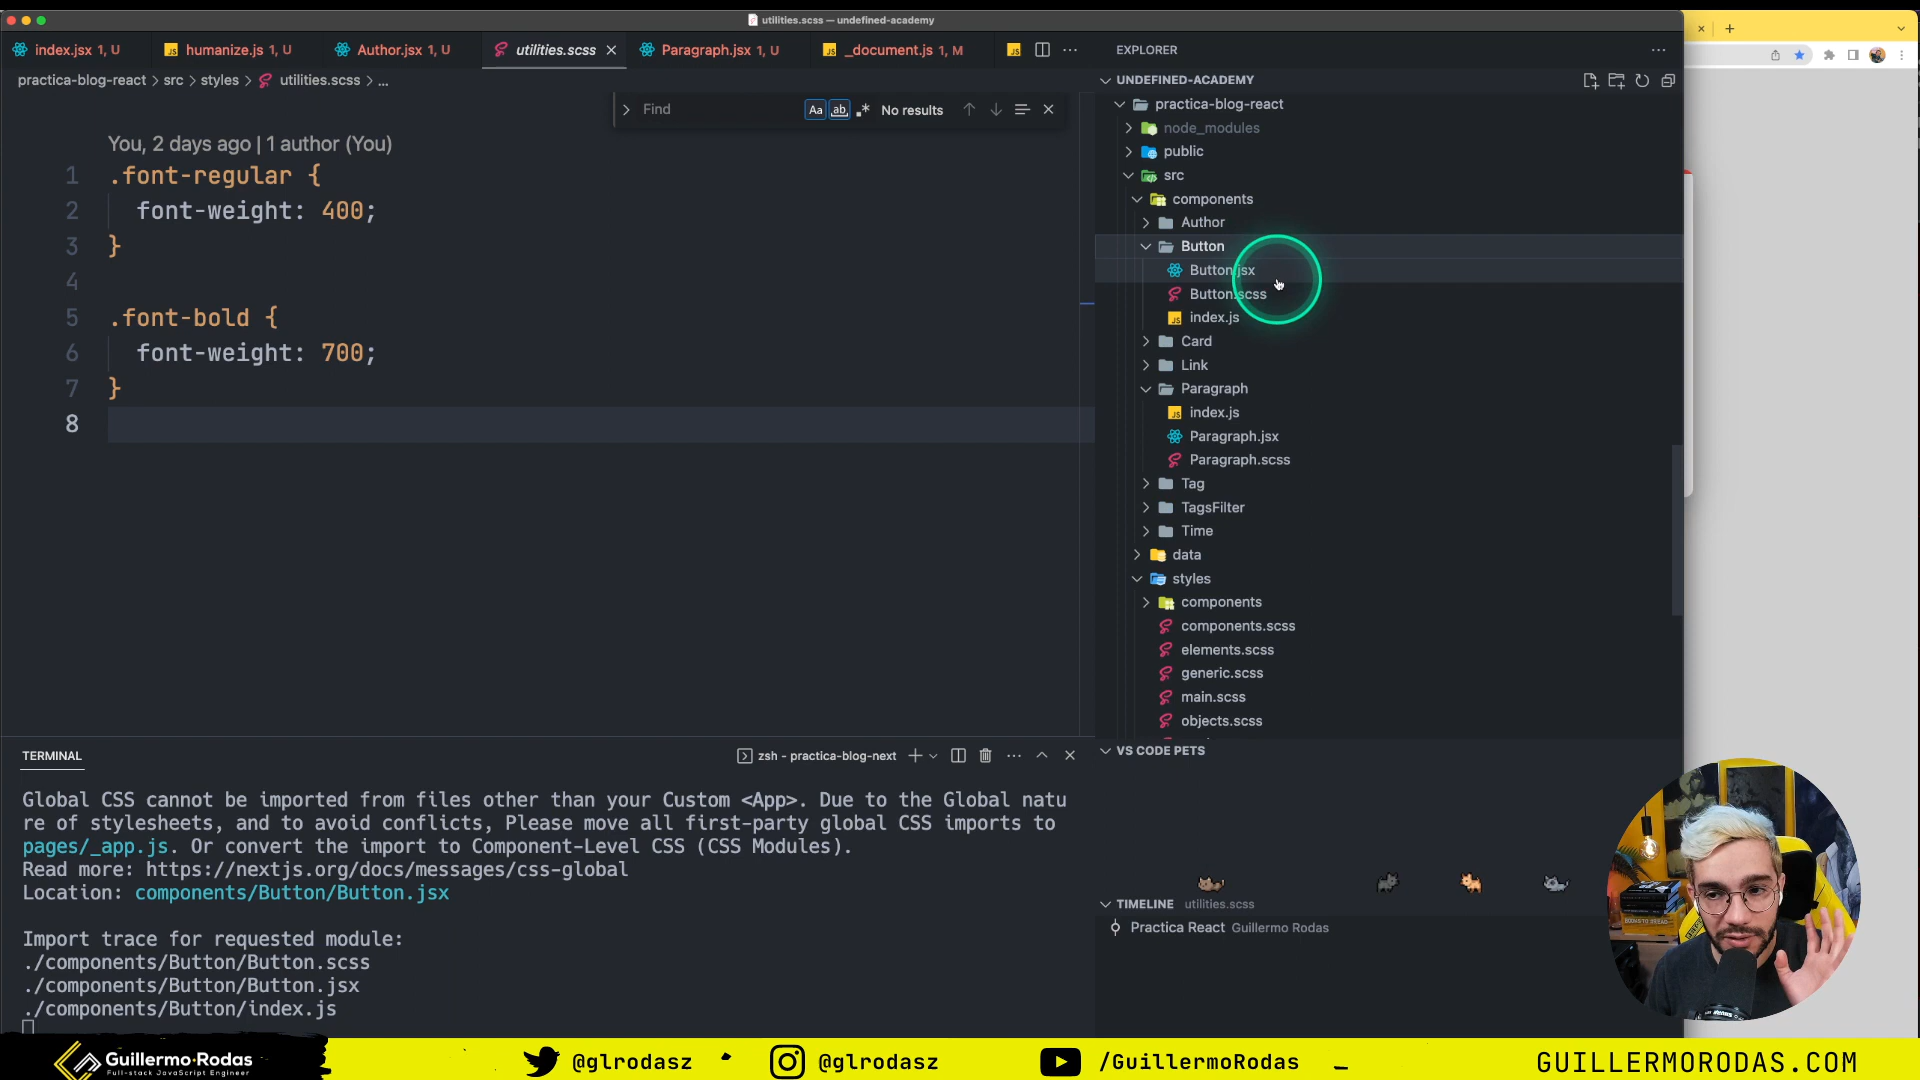 utilities.scss — undefined-academy
index.jsx 1, U
humanize.js 1, U
Author.jsx 1, U
utilities.scss
Paragraph.jsx 1, U
_document.js 1, M
practica-blog-react > src > styles > utilities.scss > ...
Find
Aa
ab
No results
You, 2 days ago | 1 author (You)
1 .font-regular {
2 font-weight: 400;
3 }
4
5 .font-bold {
6 font-weight: 700;
7 }
8
EXPLORER
UNDEFINED-ACADEMY
practica-blog-react
node_modules
public
src
components
Author
Button
Button.jsx
Button.scss
index.js
Card
Link
Paragraph
index.js
Paragraph.jsx
Paragraph.scss
Tag
TagsFilter
Time
data
styles
components
components.scss
elements.scss
generic.scss
main.scss
objects.scss
TERMINAL
zsh - practica-blog-next
Global CSS cannot be imported from files other than your Custom <App>. Due to the Global natu
re of stylesheets, and to avoid conflicts, Please move all first-party global CSS imports to
pages/_app.js. Or convert the import to Component-Level CSS (CSS Modules).
Read more: https://nextjs.org/docs/messages/css-global
Location: components/Button/Button.jsx
Import trace for requested module:
./components/Button/Button.scss
./components/Button/Button.jsx
./components/Button/index.js
VS CODE PETS
TIMELINE utilities.scss
Practica React Guillermo Rodas
Guillermo Rodas
Full-stack JavaScript Engineer
@glrodasz
@glrodasz
/GuillermoRodas
GUILLERMORODAS.COM